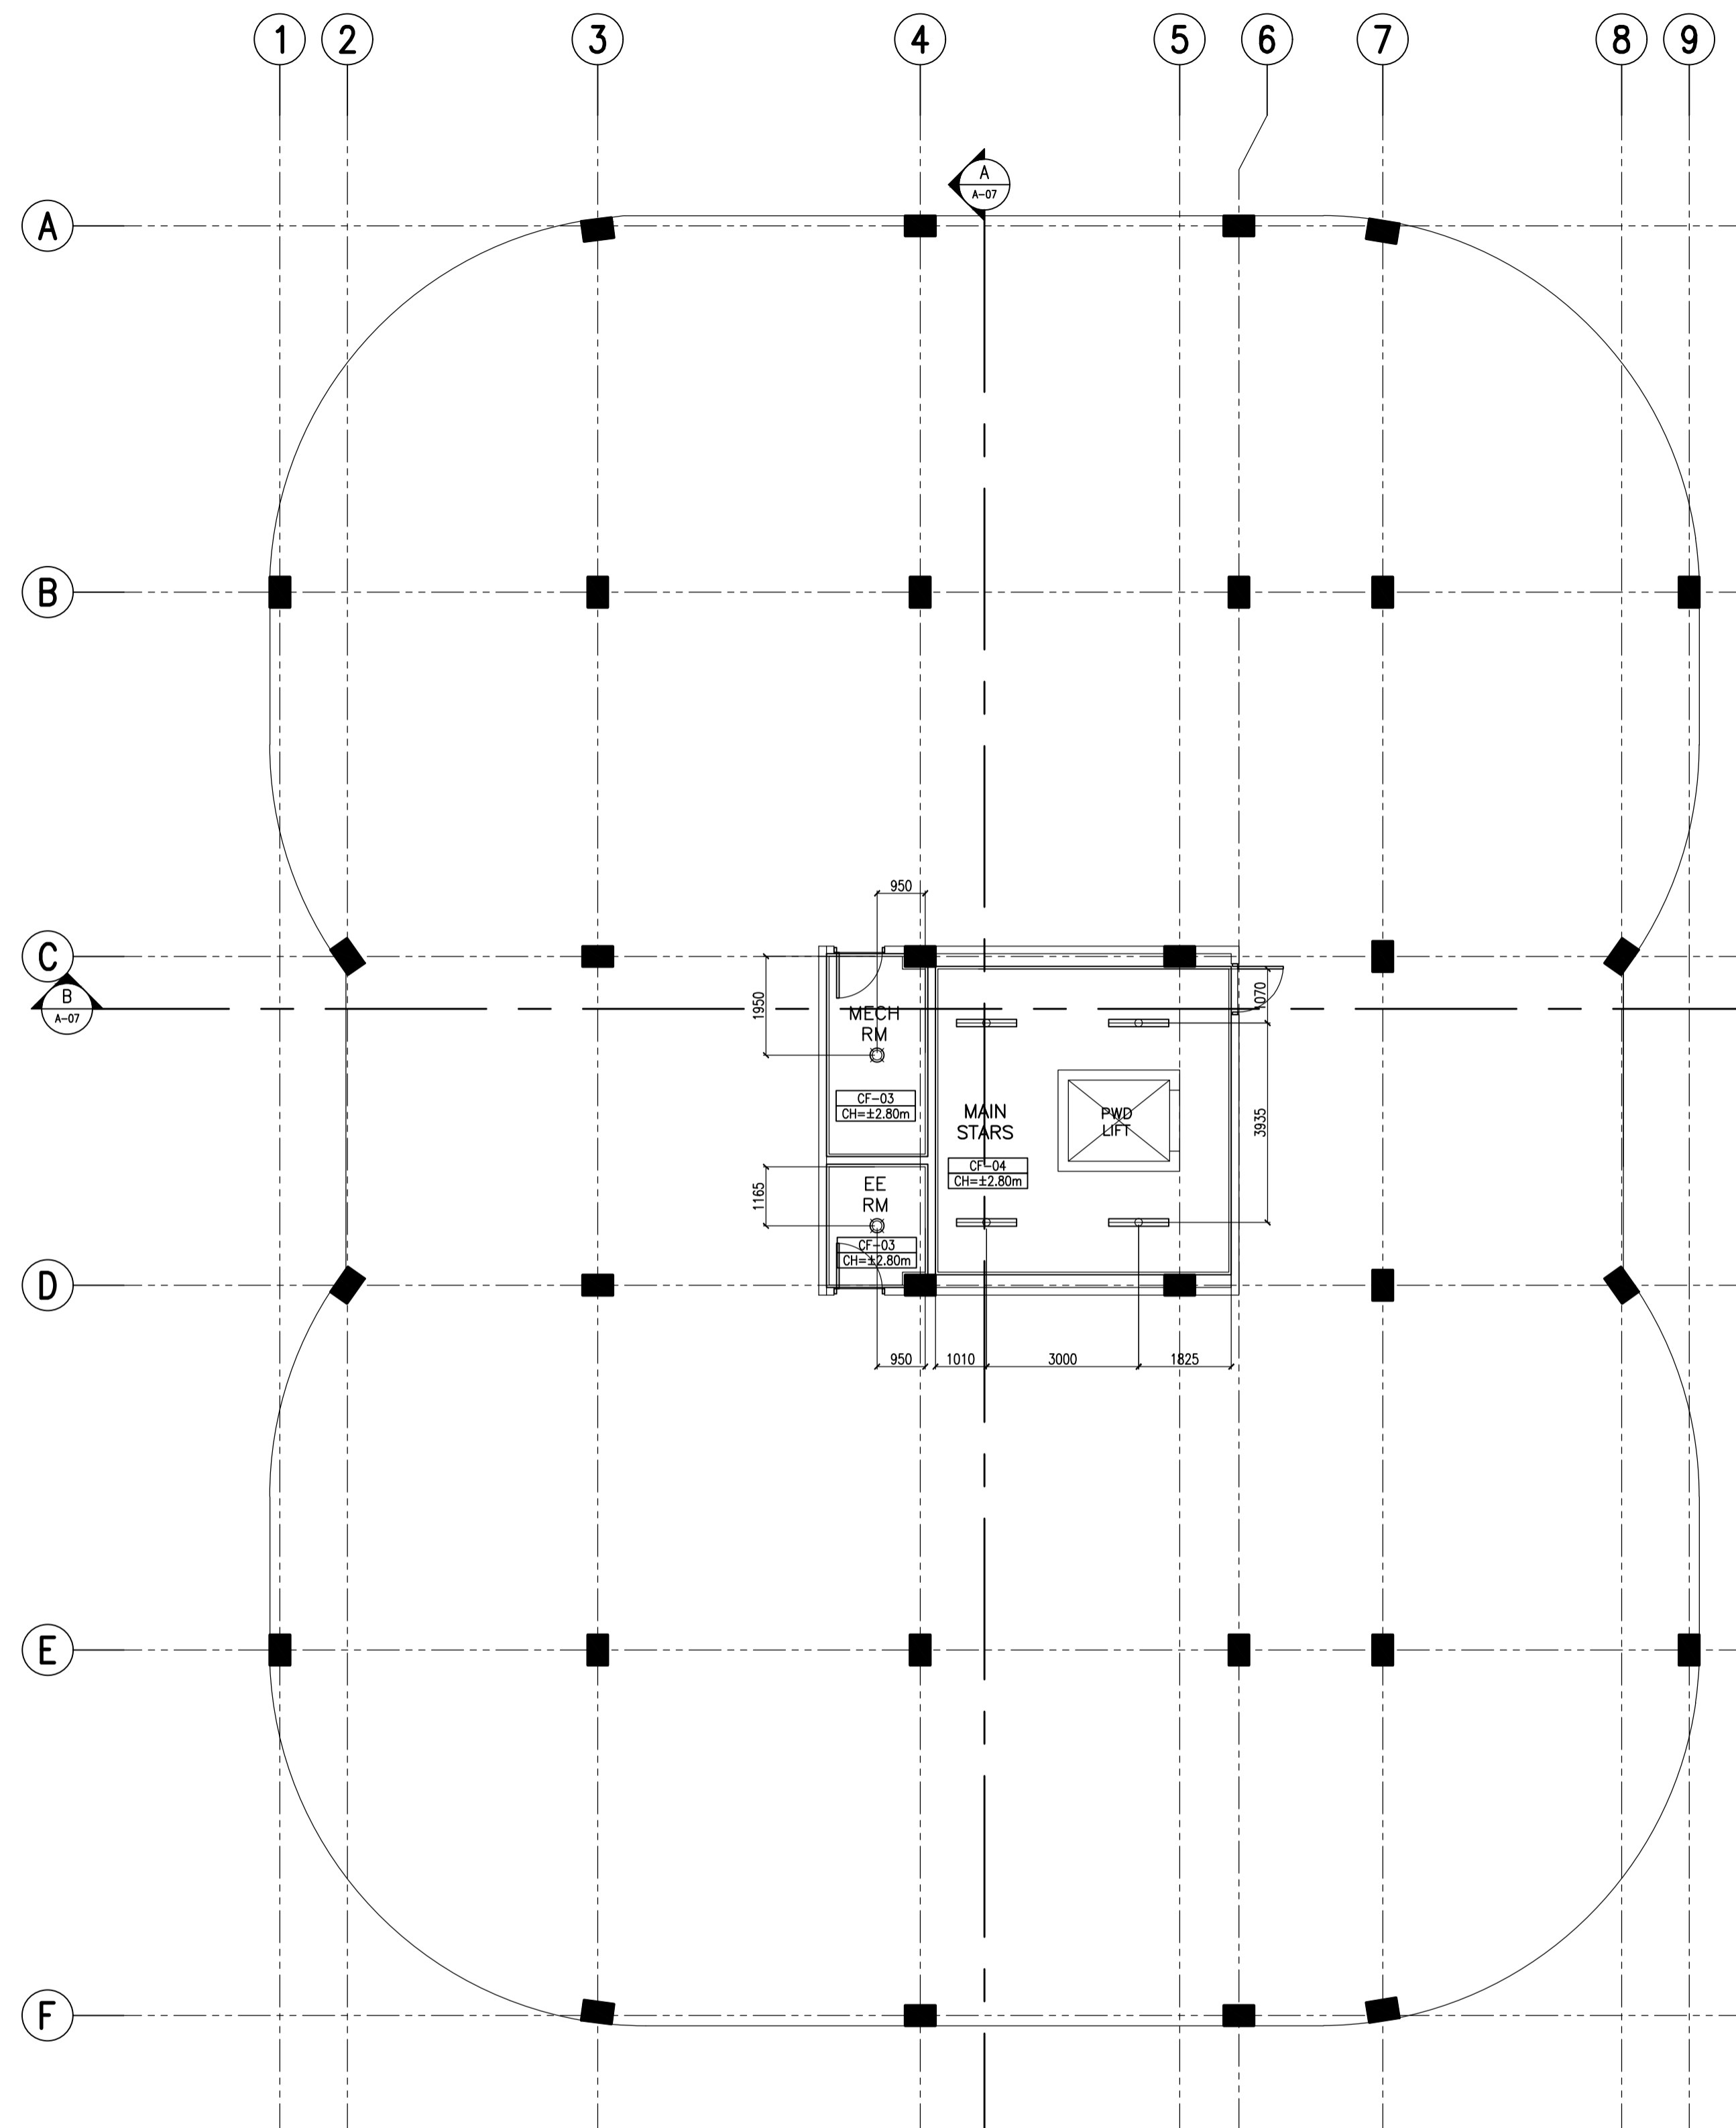 1 2 3 4 5 6 7 8 9
A
A-07
A
B
950
C
B
A-07
1950
1070
MECH
RM
CF-03
CH=±2.80m
MAIN
STARS
PWD
LIFT
3935
CF-04
CH=±2.80m
1165
EE
RM
CF-03
CH=±2.80m
D
950 1010 3000 1825
E
F